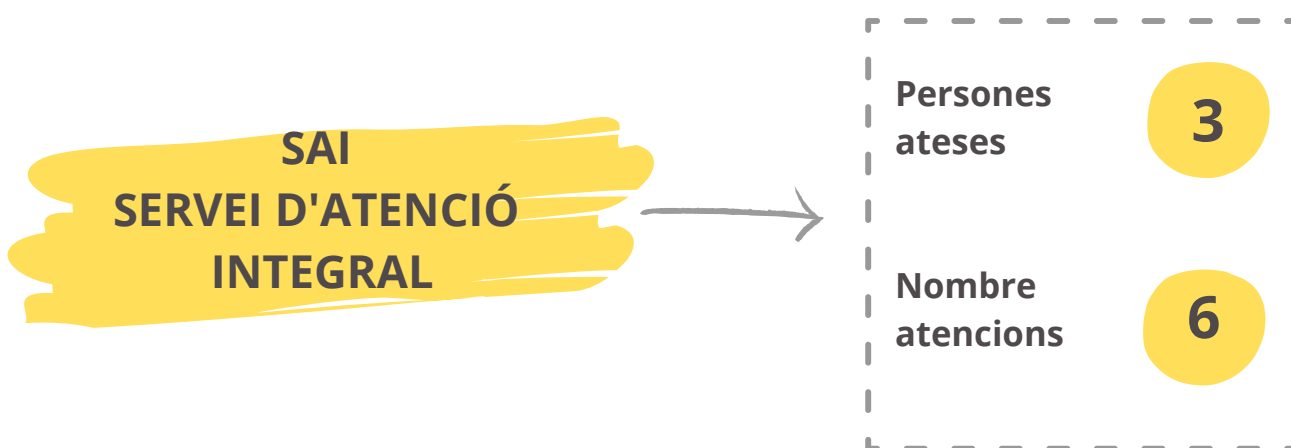 SAI
SERVEI D'ATENCIÓ
INTEGRAL
Persones
ateses
3
Nombre
atencions
6